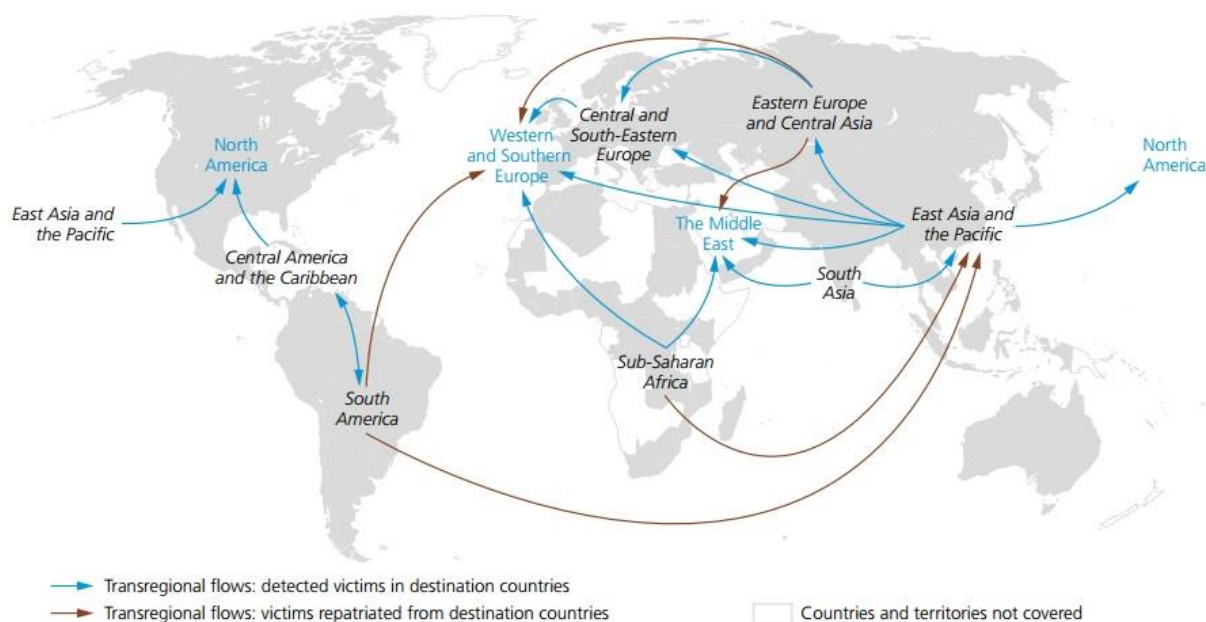 North
America
East Asia and
the Pacific
Central America
and the Caribbean
South
America
Western
and Southern
Europe
Central and
South-Eastern
Europe
Eastern Europe
and Central Asia
The Middle
East
South
Asia
Sub-Saharan
Africa
East Asia and
the Pacific
North
America
Transregional flows: detected victims in destination countries
Transregional flows: victims repatriated from destination countries
Countries and territories not covered